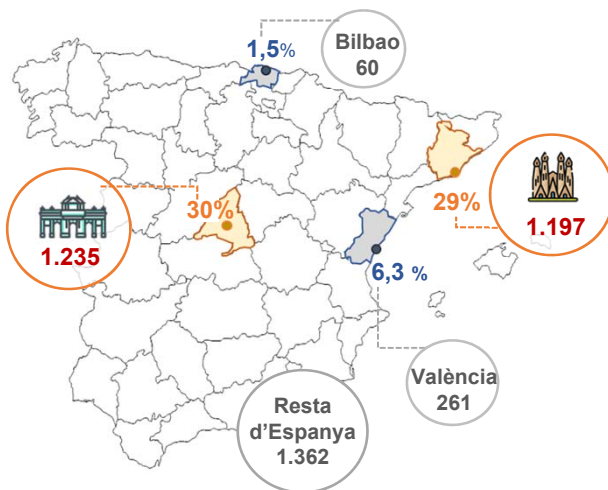 Bilbao
60
1,5%
29%
1.197
30%
1.235
6,3 %
València
261
Resta
d'Espanya
1.362